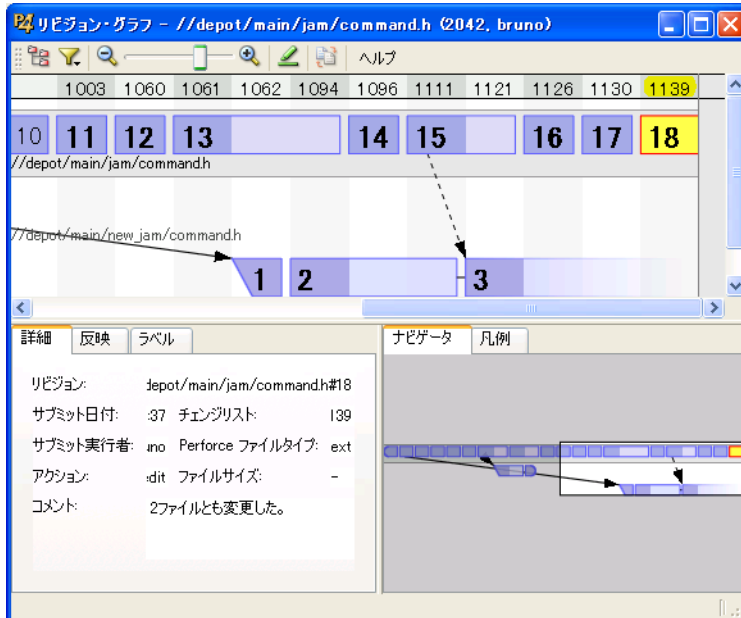 P4 リビジョン・グラフ - //depot/main/jam/command.h (2042, bruno)
ヘルプ
1003 1060 1061 1062 1094 1096 1111 1121 1126 1130 1139
10 11 12 13 14 15 16 17 18
//depot/main/jam/command.h
//depot/main/new_jam/command.h
1 2 3
詳細 反映 ラベル
ナビゲータ 凡例
リビジョン: depot/main/jam/command.h#18
サブミット日付: :37 チェンジリスト: 139
サブミット実行者: uno Perforce ファイルタイプ: ext
アクション: dit ファイルサイズ: -
コメント: 2ファイルとも変更した。